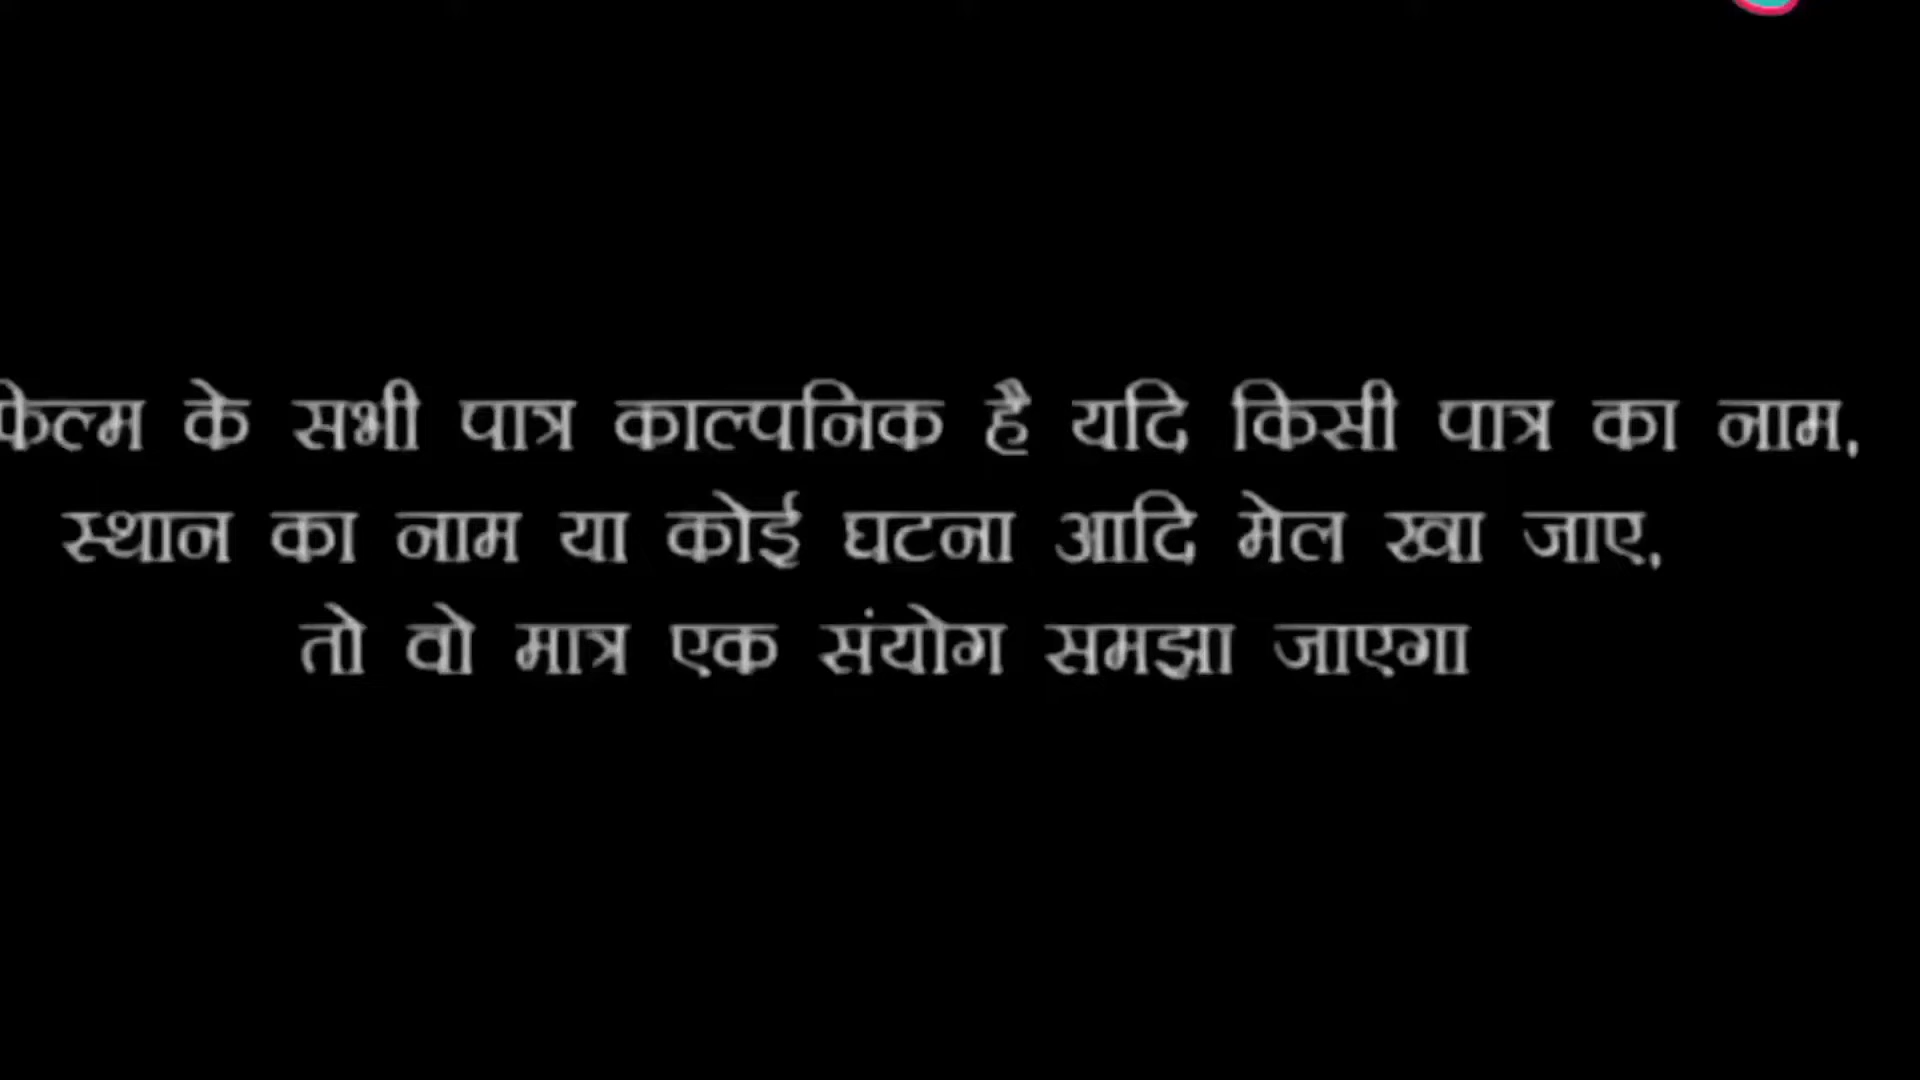 फिल्म के सभी पात्र काल्पनिक है यदि किसी पात्र का नाम,
स्थान का नाम या कोई घटना आदि मेल खा जाए,
तो वो मात्र एक संयोग समझा जाएगा